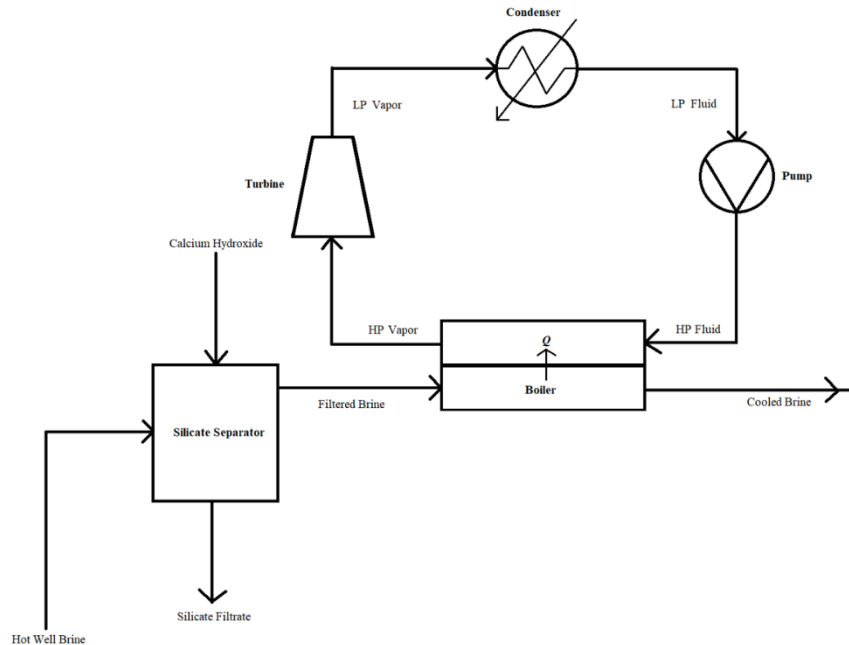 Condenser
LP Vapor
LP Fluid
Turbine
Pump
Calcium Hydroxide
HP Vapor
Q
HP Fluid
Boiler
Filtered Brine
Cooled Brine
Silicate Separator
Silicate Filtrate
Hot Well Brine